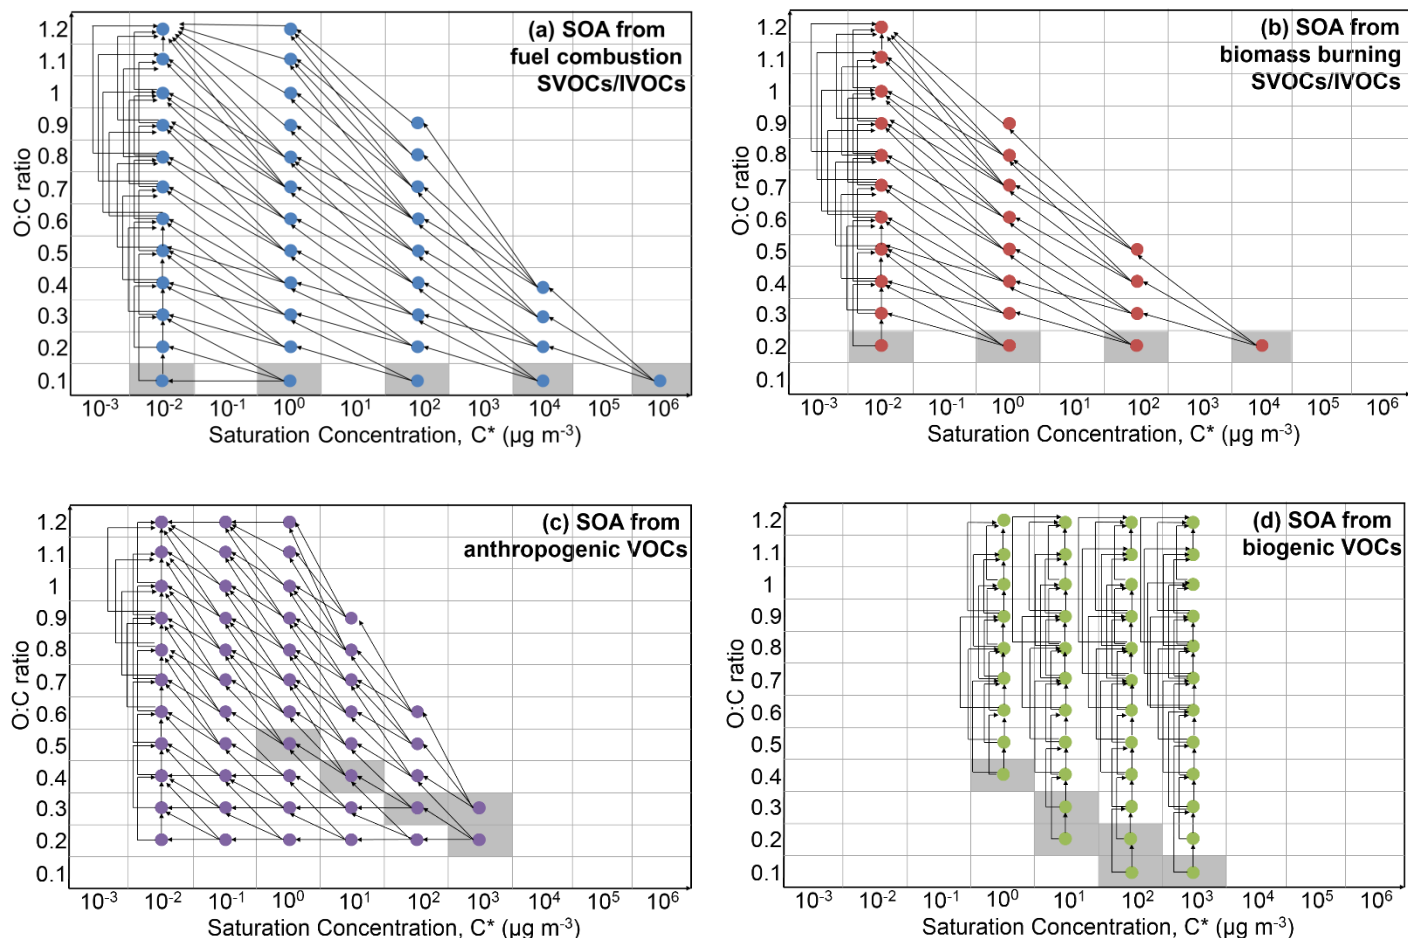 (a) SOA from
fuel combustion
SVOCs/IVOCs
O:C ratio
1.2
1.1
1
0.9
0.8
0.7
0.6
0.5
0.4
0.3
0.2
0.1
10⁻³ 10⁻² 10⁻¹ 10⁰ 10¹ 10² 10³ 10⁴ 10⁵ 10⁶
Saturation Concentration, C* (µg m⁻³)
(b) SOA from
biomass burning
SVOCs/IVOCs
O:C ratio
1.2
1.1
1
0.9
0.8
0.7
0.6
0.5
0.4
0.3
0.2
0.1
10⁻³ 10⁻² 10⁻¹ 10⁰ 10¹ 10² 10³ 10⁴ 10⁵ 10⁶
Saturation Concentration, C* (µg m⁻³)
(c) SOA from
anthropogenic VOCs
O:C ratio
1.2
1.1
1
0.9
0.8
0.7
0.6
0.5
0.4
0.3
0.2
0.1
10⁻³ 10⁻² 10⁻¹ 10⁰ 10¹ 10² 10³ 10⁴ 10⁵ 10⁶
Saturation Concentration, C* (µg m⁻³)
(d) SOA from
biogenic VOCs
O:C ratio
1.2
1.1
1
0.9
0.8
0.7
0.6
0.5
0.4
0.3
0.2
0.1
10⁻³ 10⁻² 10⁻¹ 10⁰ 10¹ 10² 10³ 10⁴ 10⁵ 10⁶
Saturation Concentration, C* (µg m⁻³)